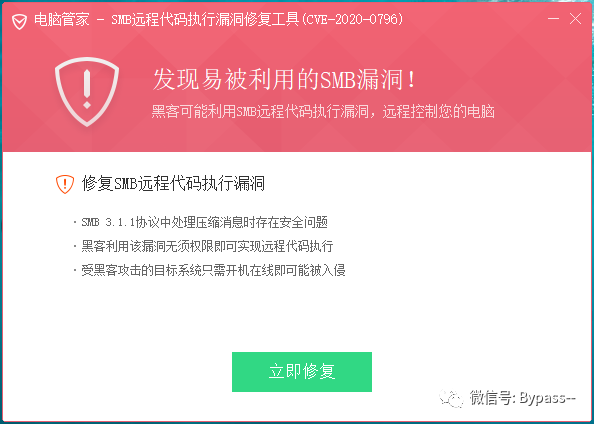 电脑管家 - SMB远程代码执行漏洞修复工具(CVE-2020-0796)
发现易被利用的SMB漏洞!
黑客可能利用SMB远程代码执行漏洞，远程控制您的电脑
修复SMB远程代码执行漏洞
· SMB 3.1.1协议中处理压缩消息时存在安全问题
· 黑客利用该漏洞无须权限即可实现远程代码执行
· 受黑客攻击的目标系统只需开机在线即可能被入侵
立即修复
微信号: Bypass--